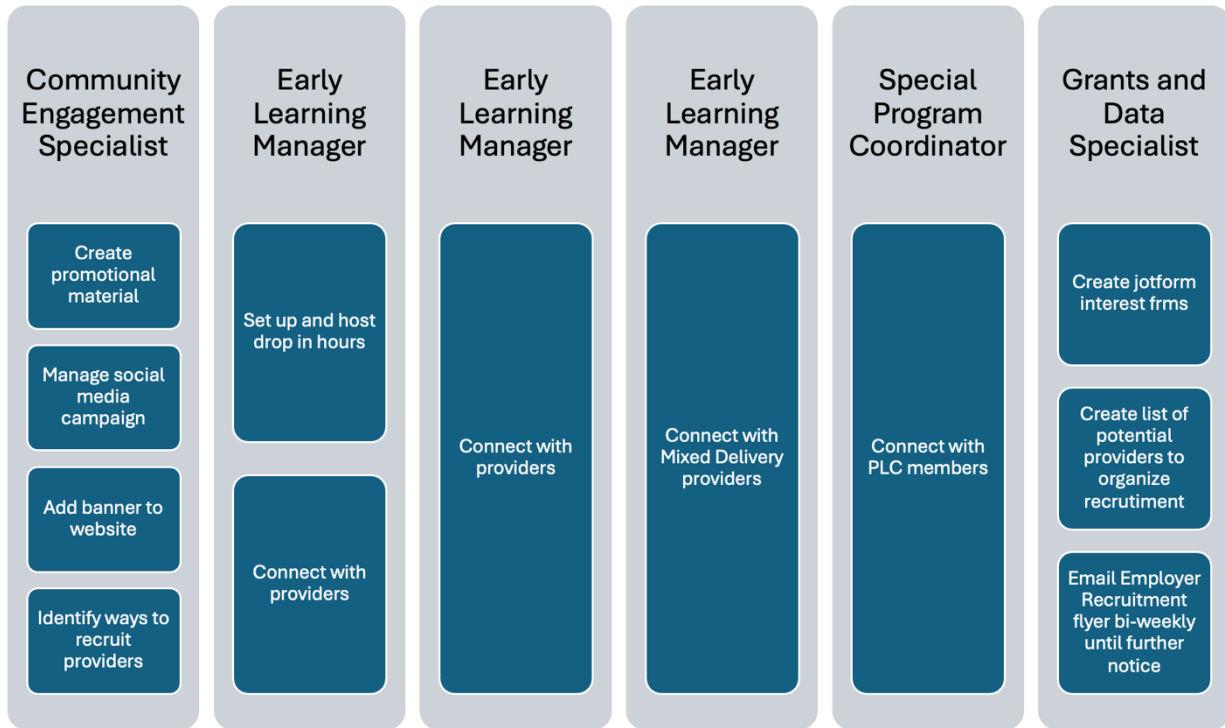 Community
Engagement
Specialist
Create
promotional
material
Manage social
media
campaign
Add banner to
website
Identify ways to
recruit
providers
Early
Learning
Manager
Set up and host
drop in hours
Connect with
providers
Early
Learning
Manager
Connect with
providers
Early
Learning
Manager
Connect with
Mixed Delivery
providers
Special
Program
Coordinator
Connect with
PLC members
Grants and
Data
Specialist
Create jotform
interest frms
Create list of
potential
providers to
organize
recrutiment
Email Employer
Recruitment
flyer bi-weekly
until further
notice